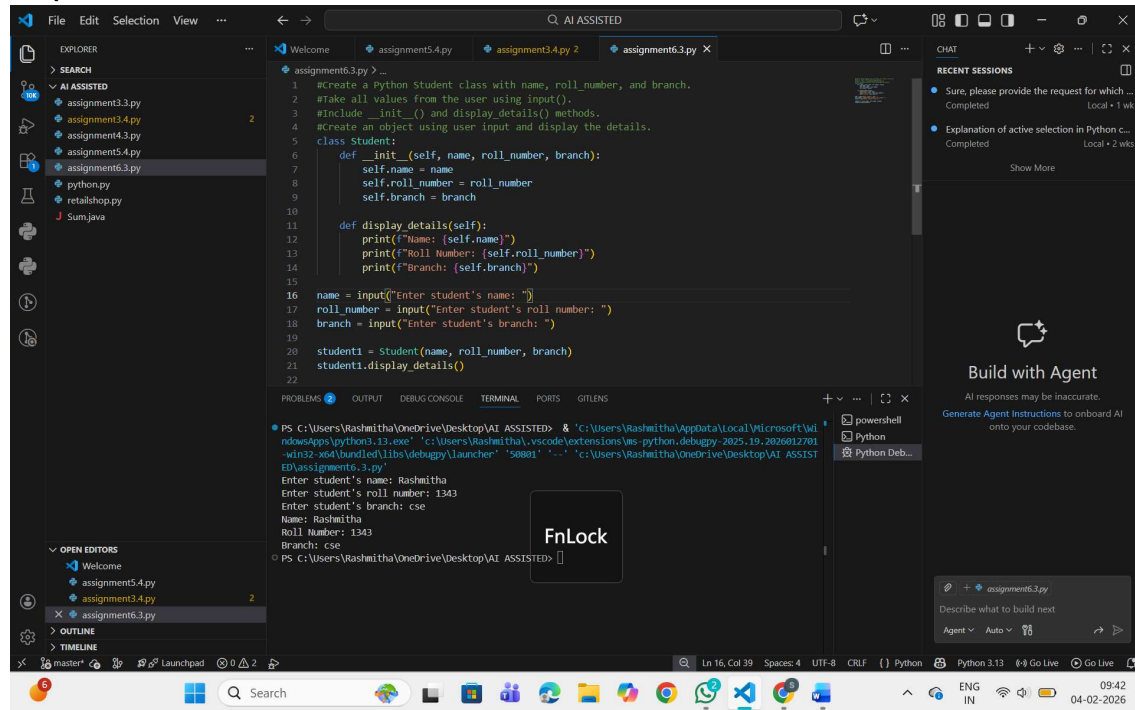 File Edit Selection View ···
AI ASSISTED
EXPLORER ···
SEARCH
AI ASSISTED
assignment3.3.py
assignment3.4.py 2
assignment4.3.py
assignment5.4.py
assignment6.3.py
python.py
retailshop.py
J Sum.java
OPEN EDITORS
Welcome
assignment5.4.py
assignment3.4.py 2
assignment6.3.py
OUTLINE
TIMELINE
10K
1
Welcome assignment5.4.py assignment3.4.py 2 assignment6.3.py
assignment6.3.py > ...
1 #Create a Python Student class with name, roll_number, and branch.
2 #Take all values from the user using input().
3 #Include __init__() and display_details() methods.
4 #Create an object using user input and display the details.
5 class Student:
6 def __init__(self, name, roll_number, branch):
7 self.name = name
8 self.roll_number = roll_number
9 self.branch = branch
10
11 def display_details(self):
12 print(f"Name: {self.name}")
13 print(f"Roll Number: {self.roll_number}")
14 print(f"Branch: {self.branch}")
15
16 name = input("Enter student's name: ")
17 roll_number = input("Enter student's roll number: ")
18 branch = input("Enter student's branch: ")
19
20 student1 = Student(name, roll_number, branch)
21 student1.display_details()
22
PROBLEMS 2 OUTPUT DEBUG CONSOLE TERMINAL PORTS GITLENS
PS C:\Users\Rashmitha\OneDrive\Desktop\AI ASSISTED> & 'C:\Users\Rashmitha\AppData\Local\Microsoft\Wi
ndowsApps\python3.13.exe' 'c:\Users\Rashmitha\.vscode\extensions\ms-python.debugpy-2025.19.2026012701
-win32-x64\bundled\libs\debugpy\launcher' '50801' '--' 'c:\Users\Rashmitha\OneDrive\Desktop\AI ASSIST
ED\assignment6.3.py'
Enter student's name: Rashmitha
Enter student's roll number: 1343
Enter student's branch: cse
Name: Rashmitha
Roll Number: 1343
Branch: cse
PS C:\Users\Rashmitha\OneDrive\Desktop\AI ASSISTED>
powershell
Python
Python Deb...
FnLock
CHAT
RECENT SESSIONS
Sure, please provide the request for which ...
Completed Local • 1 wk
Explanation of active selection in Python c...
Completed Local • 2 wks
Show More
Build with Agent
AI responses may be inaccurate.
Generate Agent Instructions to onboard AI
onto your codebase.
assignment6.3.py
Describe what to build next
Agent Auto
master* Launchpad 0 2
Ln 16, Col 39 Spaces: 4 UTF-8 CRLF { } Python Python 3.13 Go Live Go Live
6
Search
ENG
IN
09:42
04-02-2026